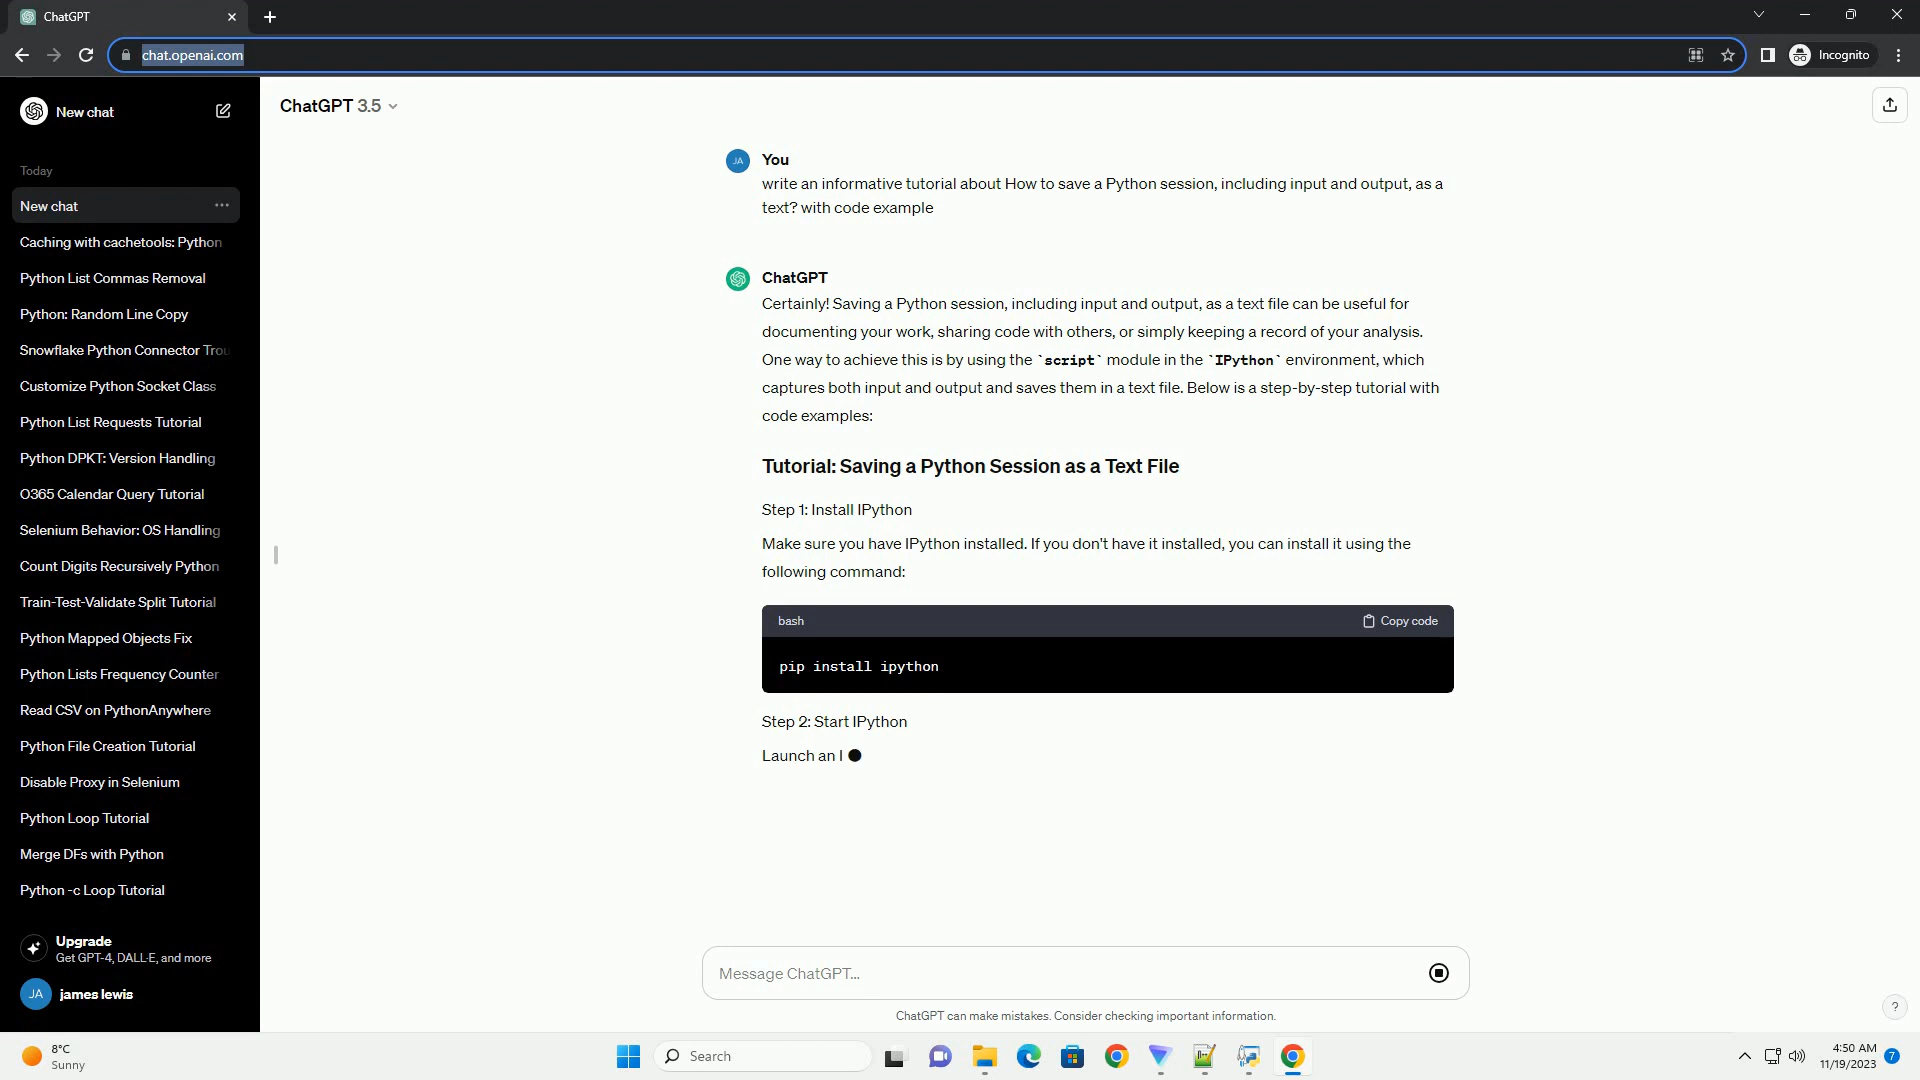 ChatGPT
chat.openai.com
Incognito
New chat
Today
New chat
Caching with cachetools: Python
Python List Commas Removal
Python: Random Line Copy
Snowflake Python Connector Trou
Customize Python Socket Class
Python List Requests Tutorial
Python DPKT: Version Handling
O365 Calendar Query Tutorial
Selenium Behavior: OS Handling
Count Digits Recursively Python
Train-Test-Validate Split Tutorial
Python Mapped Objects Fix
Python Lists Frequency Counter
Read CSV on PythonAnywhere
Python File Creation Tutorial
Disable Proxy in Selenium
Python Loop Tutorial
Merge DFs with Python
Python -c Loop Tutorial
Upgrade
Get GPT-4, DALL·E, and more
JA james lewis
ChatGPT 3.5
JA You
write an informative tutorial about How to save a Python session, including input and output, as a
text? with code example
ChatGPT
Certainly! Saving a Python session, including input and output, as a text file can be useful for
documenting your work, sharing code with others, or simply keeping a record of your analysis.
One way to achieve this is by using the `script` module in the `IPython` environment, which
captures both input and output and saves them in a text file. Below is a step-by-step tutorial with
code examples:
Tutorial: Saving a Python Session as a Text File
Step 1: Install IPython
Make sure you have IPython installed. If you don't have it installed, you can install it using the
following command:
bash Copy code
pip install ipython
Step 2: Start IPython
Launch an I
Message ChatGPT...
ChatGPT can make mistakes. Consider checking important information.
?
8°C
Sunny
Search
4:50 AM
11/19/2023
7